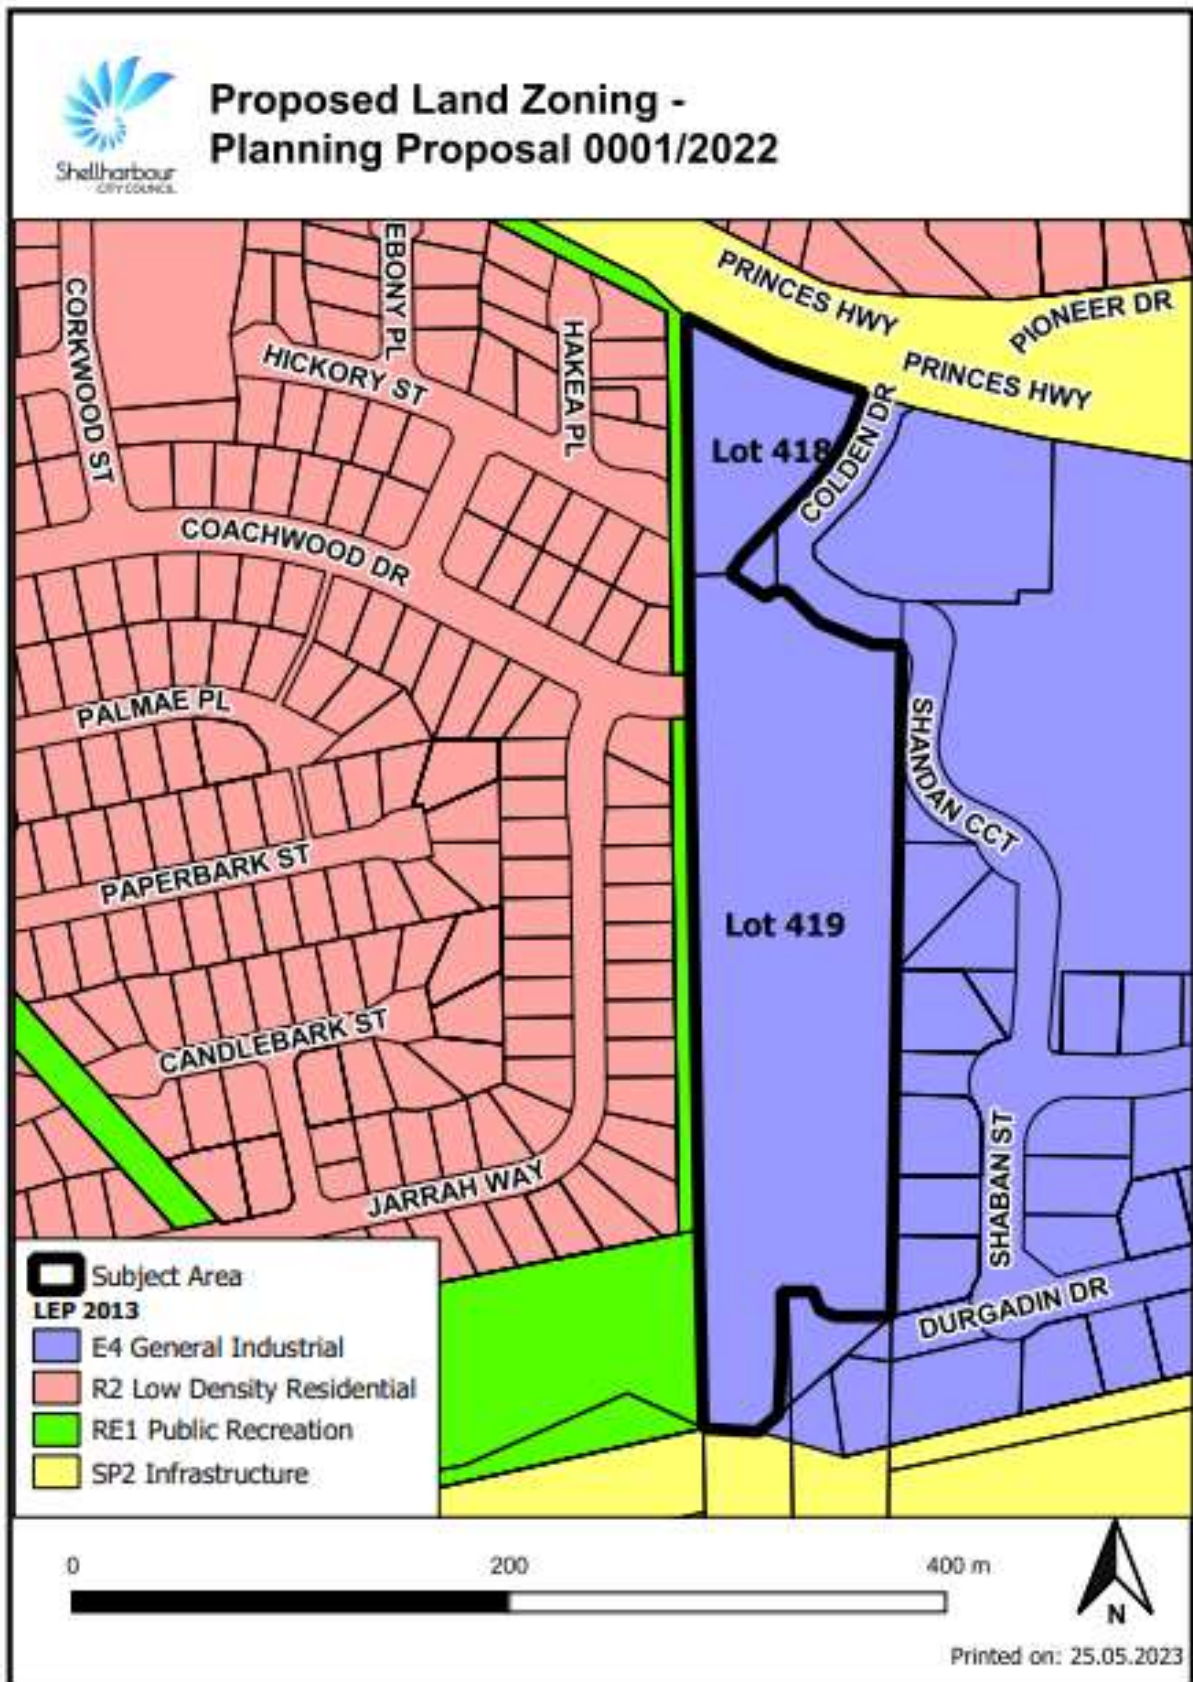 Proposed Land Zoning -
Planning Proposal 0001/2022
Shellharbour
CITY COUNCIL
PRINCES HWY
PIONEER DR
PRINCES HWY
EBONY PL
CORKWOOD ST
HICKORY ST
HAKEA PL
COLDEN DR
Lot 418
COACHWOOD DR
PALMAE PL
SHANDAN CCT
PAPERBARK ST
Lot 419
CANDLEBARK ST
JARRAH WAY
SHABAN ST
DURGADIN DR
Subject Area
LEP 2013
E4 General Industrial
R2 Low Density Residential
RE1 Public Recreation
SP2 Infrastructure
0 200 400 m
N
Printed on: 25.05.2023